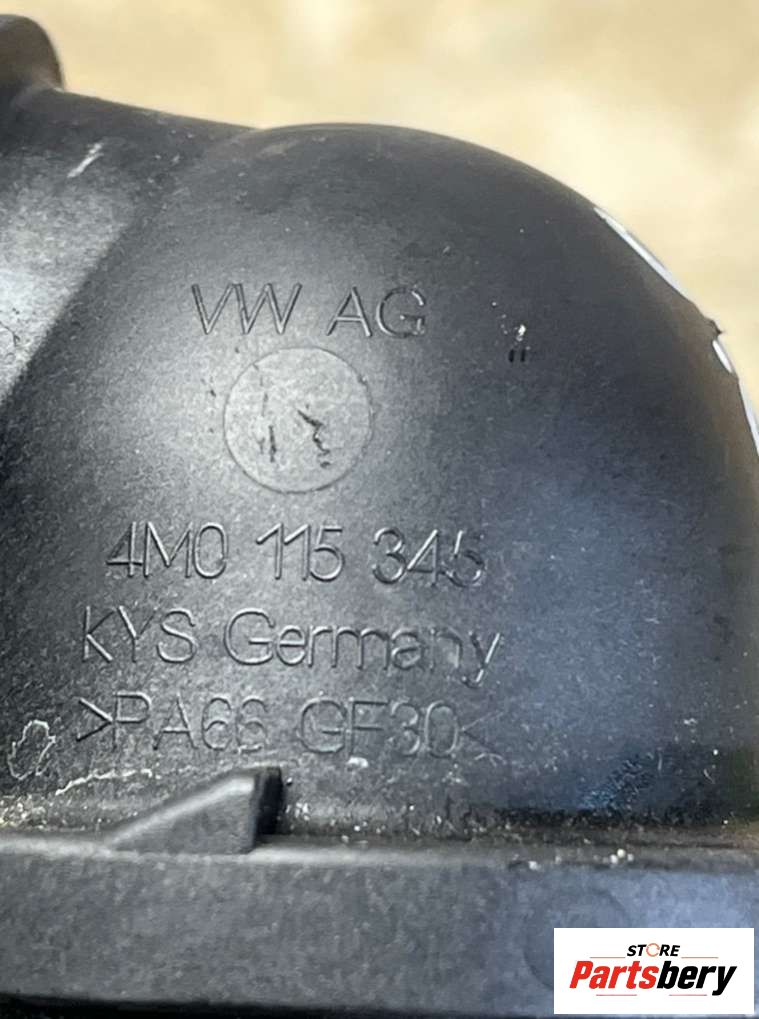 VW AG
4M0 115 345
KYS Germany
>PA66 GF30<
STORE
Partsbery